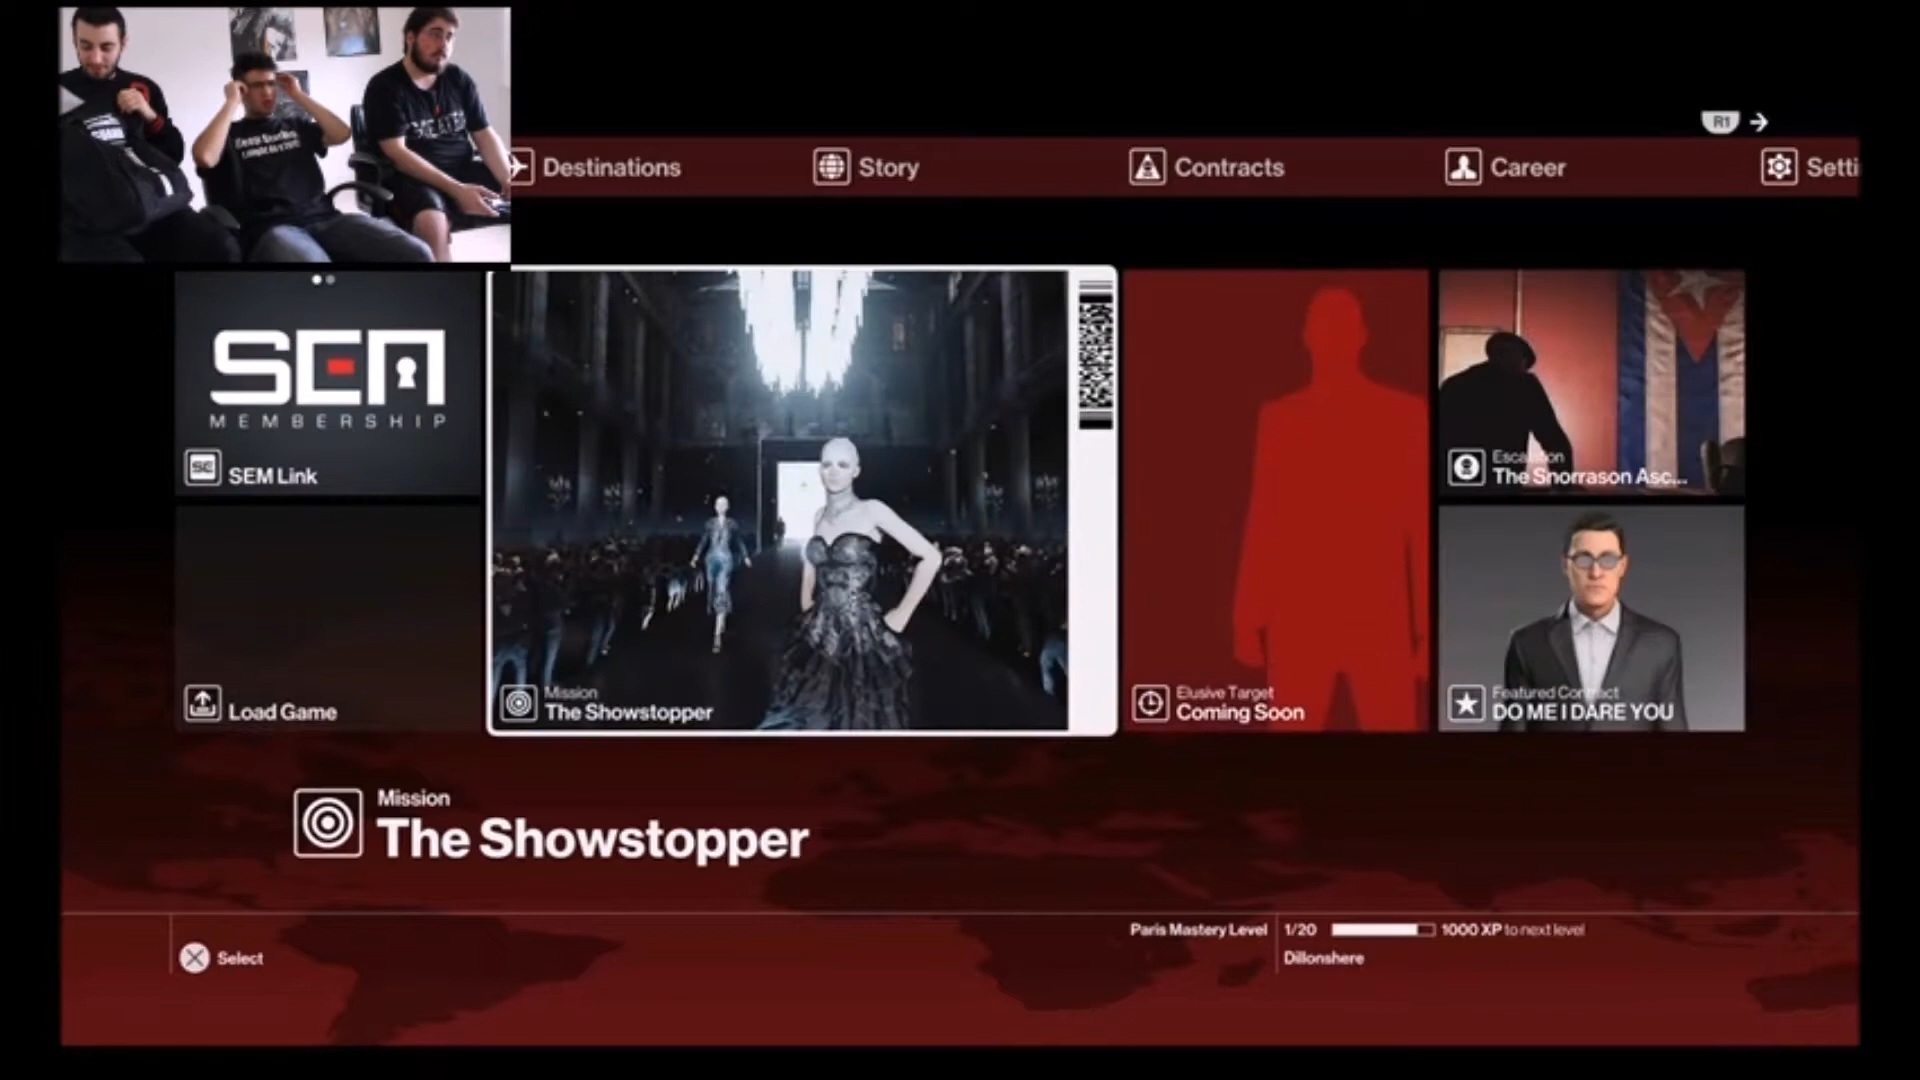 R1
Destinations
Story
Contracts
Career
Setti
SEM
MEMBERSHIP
SEM Link
Load Game
Mission
The Showstopper
Elusive Target
Coming Soon
The Snorrason Asc...
Featured Contract
DO ME I DARE YOU
Mission
The Showstopper
Select
Paris Mastery Level
1/20
1000 XP to next level
Dillonshere